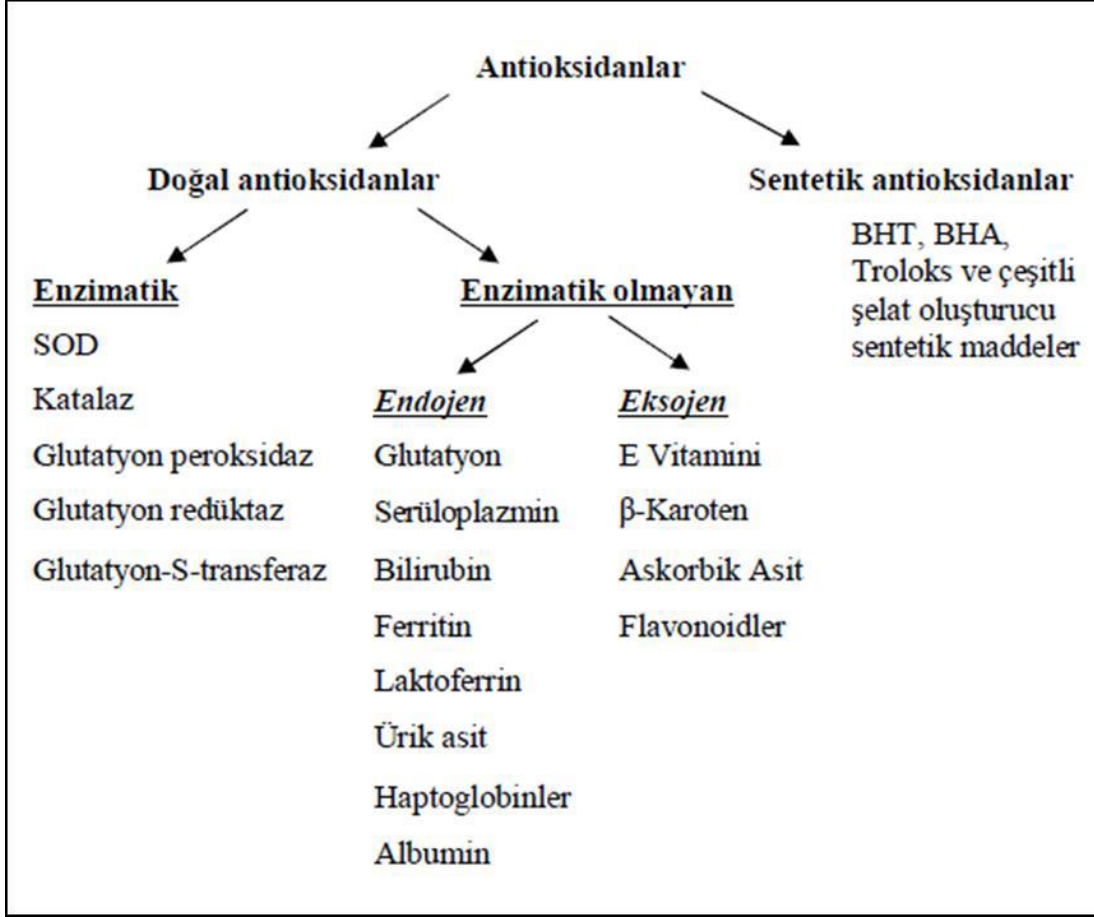 Antioksidanlar
Doğal antioksidanlar
Sentetik antioksidanlar
BHT, BHA,
Troloks ve çeşitli
şelat oluşturucu
sentetik maddeler
Enzimatik
SOD
Katalaz
Glutatyon peroksidaz
Glutatyon redüktaz
Glutatyon-S-transferaz
Enzimatik olmayan
Endojen
Glutatyon
Serüloplazmin
Bilirubin
Ferritin
Laktoferrin
Ürik asit
Haptoglobinler
Albumin
Eksojen
E Vitamini
β-Karoten
Askorbik Asit
Flavonoidler